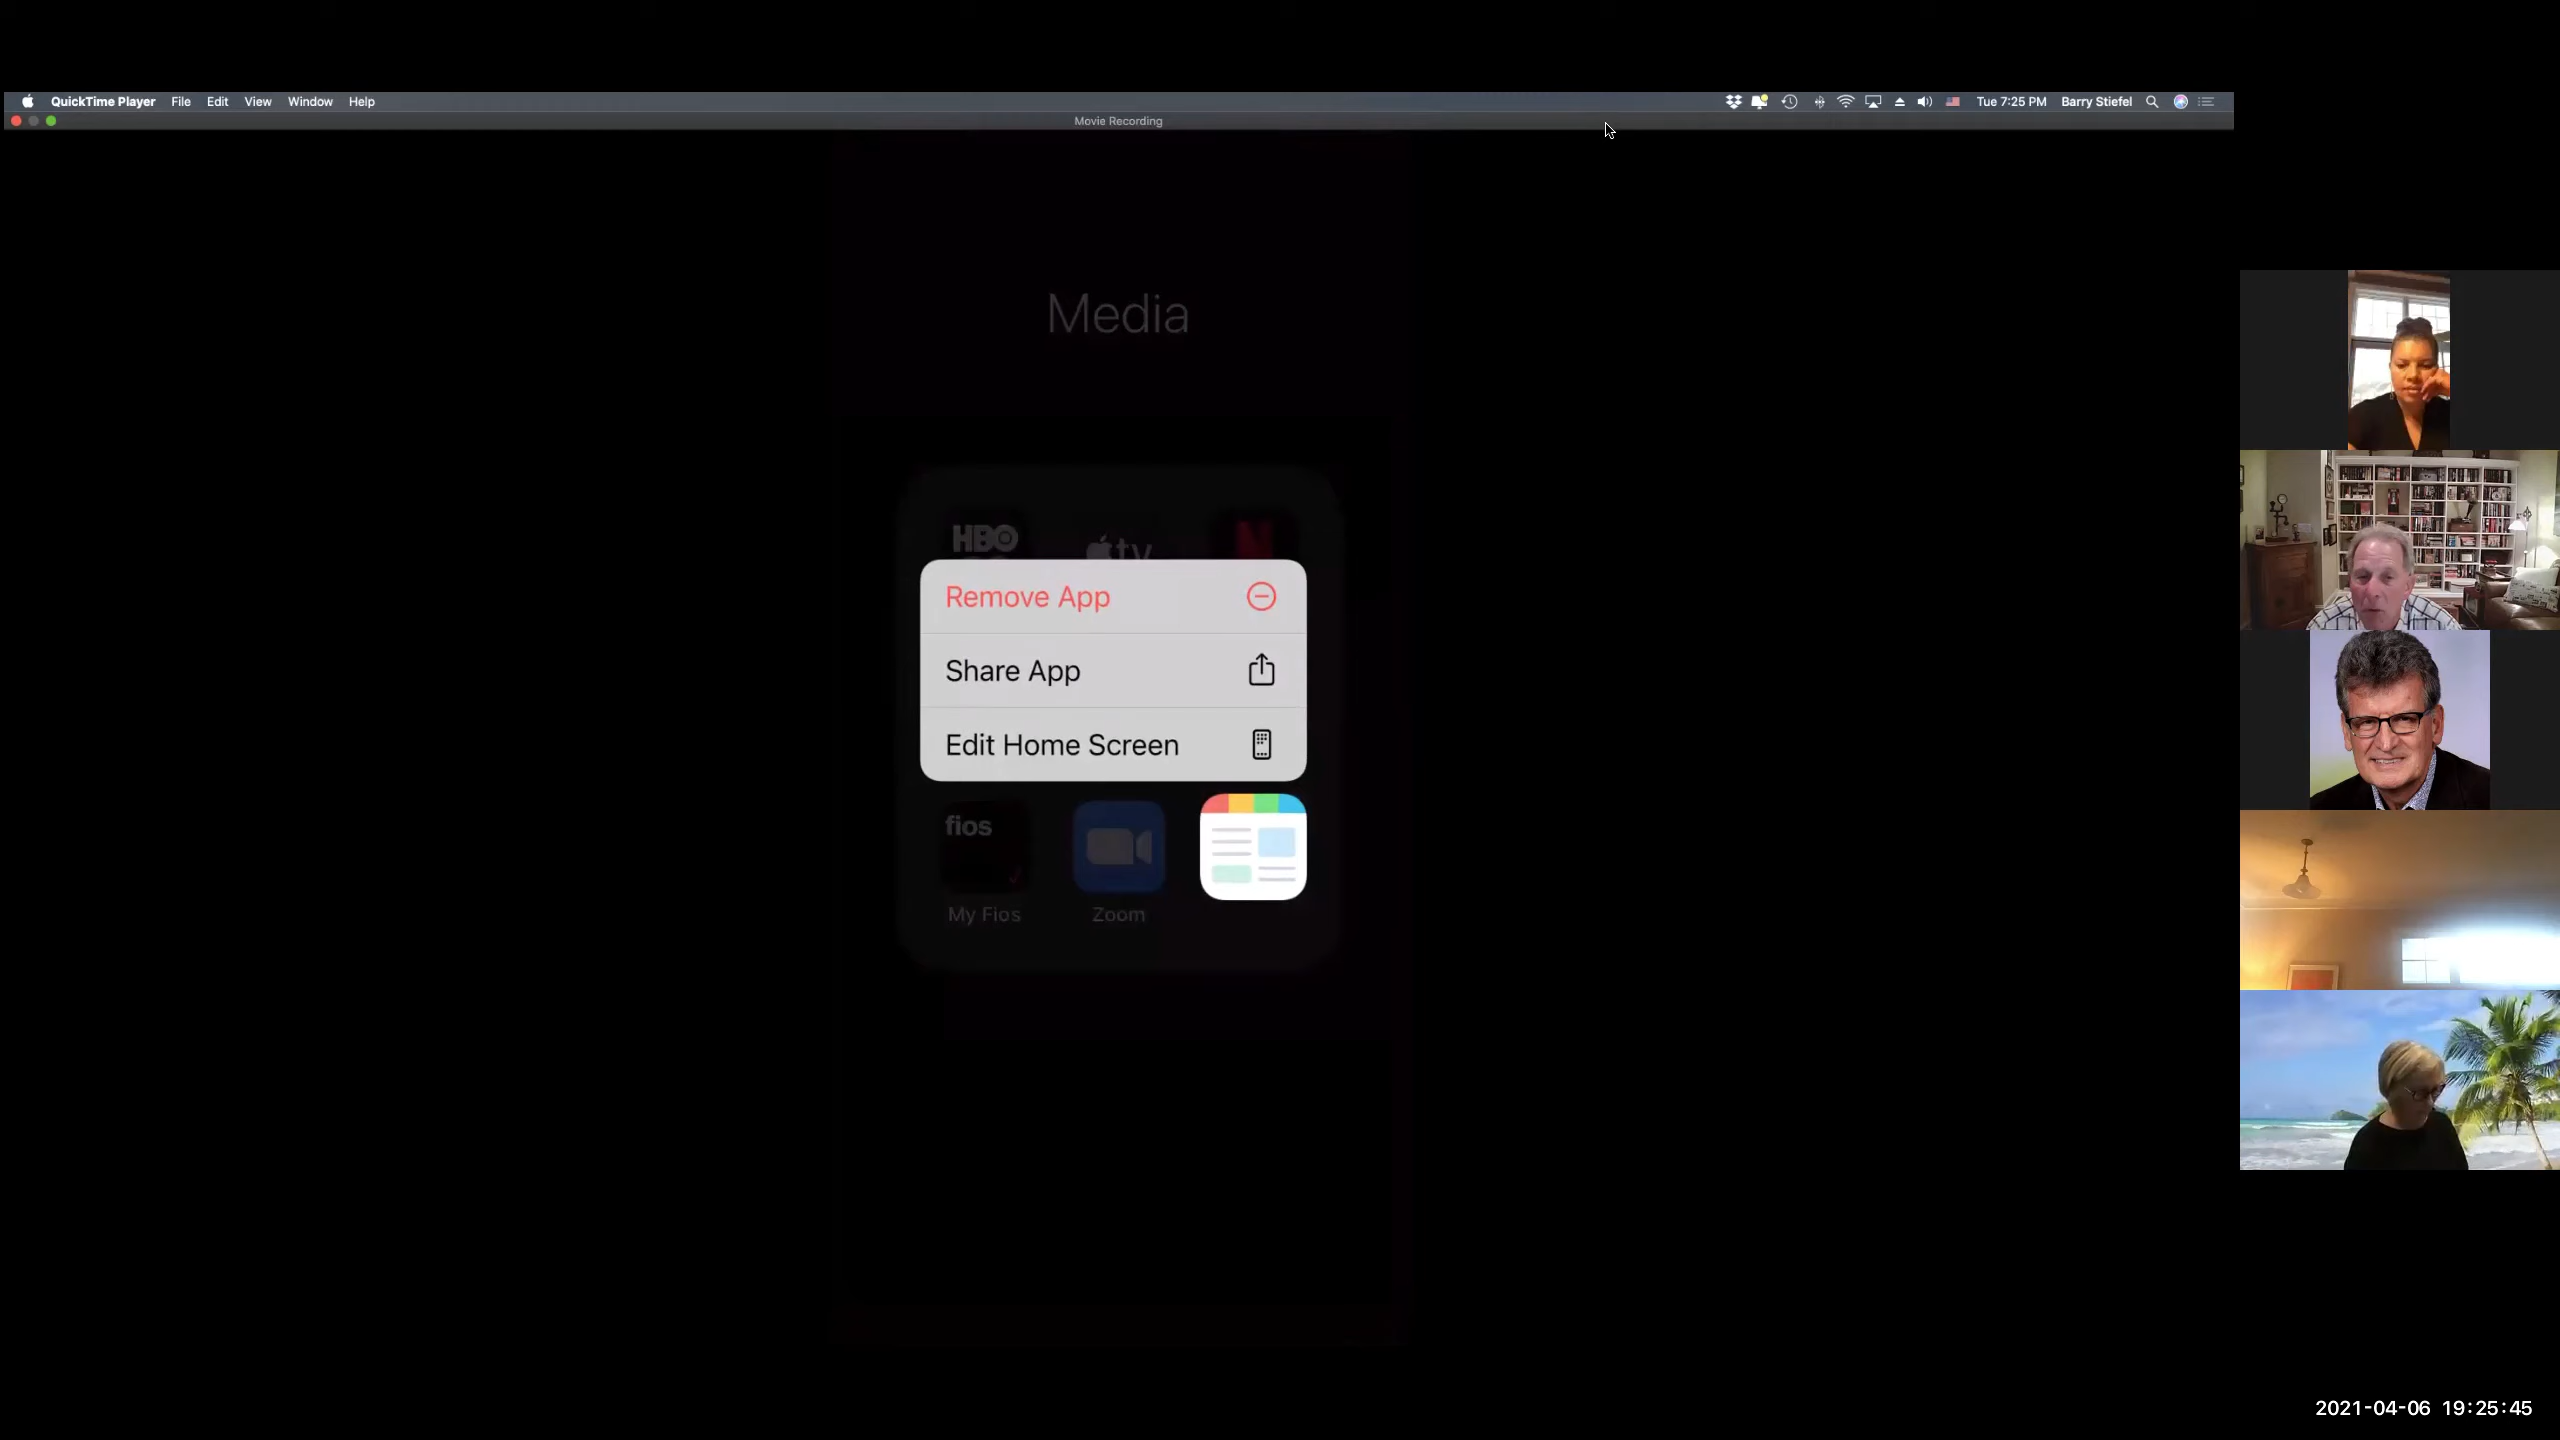 QuickTime Player File Edit View Window Help Tue 7:25 PM Barry Stiefel
Movie Recording
Media
HBO tv N
Remove App
Share App
Edit Home Screen
fios
My Fios Zoom
2021-04-06 19:25:45